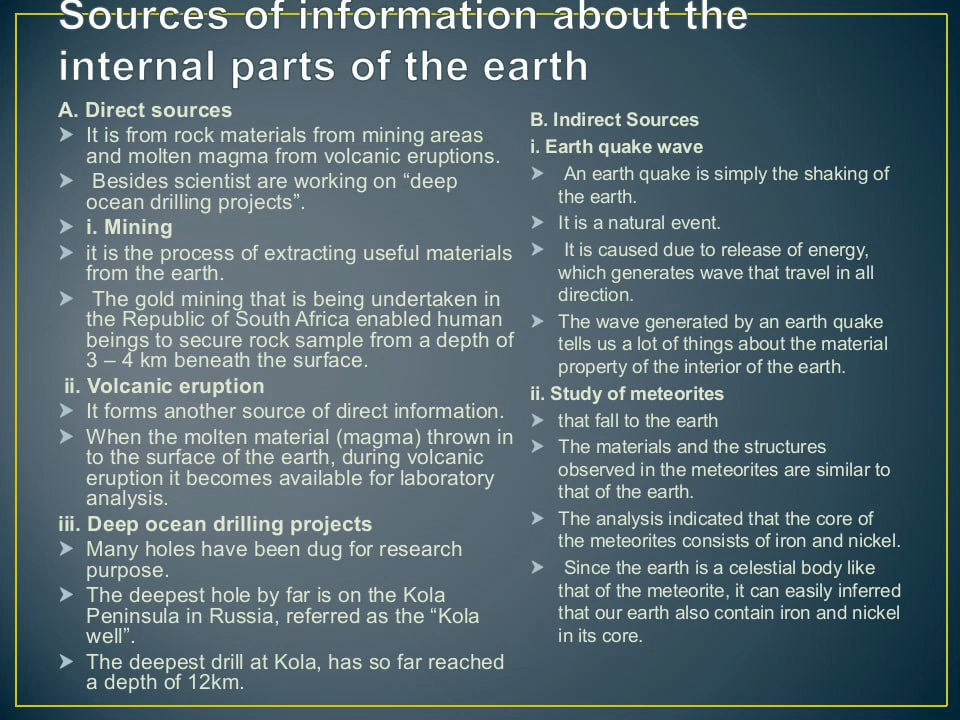 Sources of information about the
internal parts of the earth
A. Direct sources
➢ It is from rock materials from mining areas
and molten magma from volcanic eruptions.
➢ Besides scientist are working on “deep
ocean drilling projects”.
➢ i. Mining
➢ it is the process of extracting useful materials
from the earth.
➢ The gold mining that is being undertaken in
the Republic of South Africa enabled human
beings to secure rock sample from a depth of
3 – 4 km beneath the surface.
ii. Volcanic eruption
➢ It forms another source of direct information.
➢ When the molten material (magma) thrown in
to the surface of the earth, during volcanic
eruption it becomes available for laboratory
analysis.
iii. Deep ocean drilling projects
➢ Many holes have been dug for research
purpose.
➢ The deepest hole by far is on the Kola
Peninsula in Russia, referred as the “Kola
well”.
➢ The deepest drill at Kola, has so far reached
a depth of 12km.
B. Indirect Sources
i. Earth quake wave
➢ An earth quake is simply the shaking of
the earth.
➢ It is a natural event.
➢ It is caused due to release of energy,
which generates wave that travel in all
direction.
➢ The wave generated by an earth quake
tells us a lot of things about the material
property of the interior of the earth.
ii. Study of meteorites
➢ that fall to the earth
➢ The materials and the structures
observed in the meteorites are similar to
that of the earth.
➢ The analysis indicated that the core of
the meteorites consists of iron and nickel.
➢ Since the earth is a celestial body like
that of the meteorite, it can easily inferred
that our earth also contain iron and nickel
in its core.